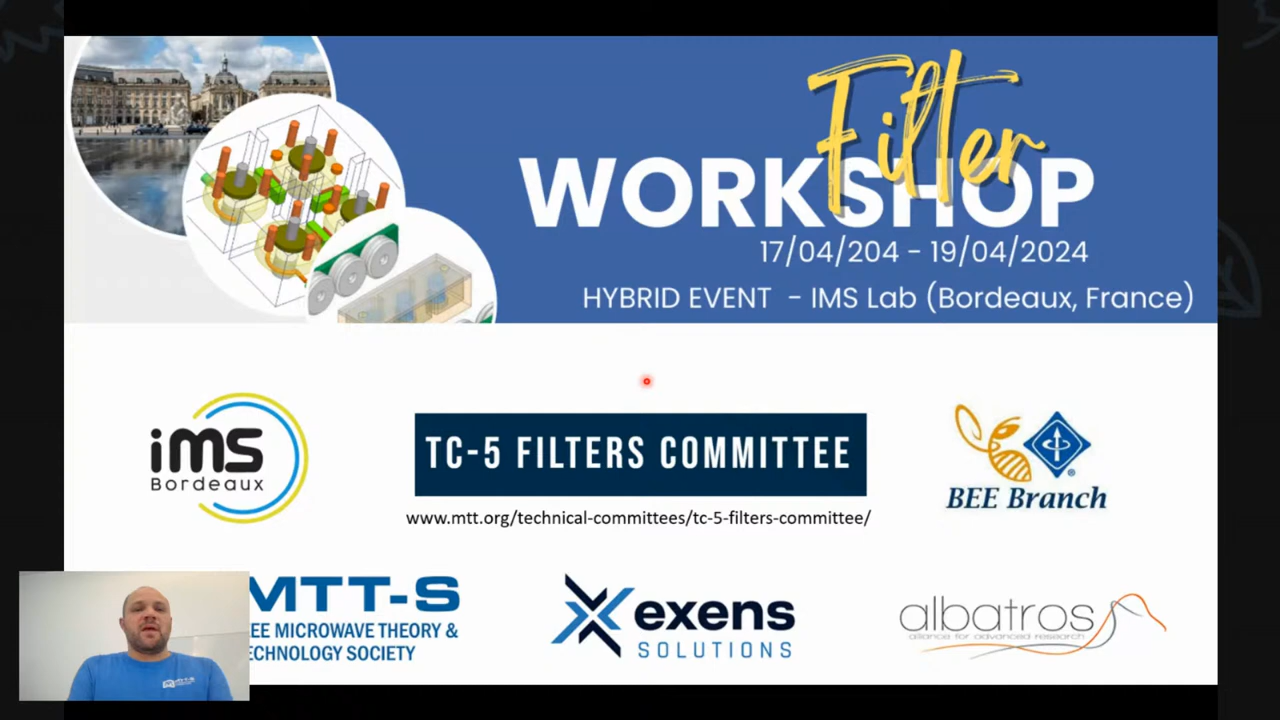 Filter
WORKSHOP
17/04/204 - 19/04/2024
HYBRID EVENT - IMS Lab (Bordeaux, France)
iMS
Bordeaux
TC-5 FILTERS COMMITTEE
www.mtt.org/technical-committees/tc-5-filters-committee/
BEE Branch
MTT-S
EEE MICROWAVE THEORY &
ECHNOLOGY SOCIETY
exens
SOLUTIONS
albatros
alliance for advanced research
MTT-S